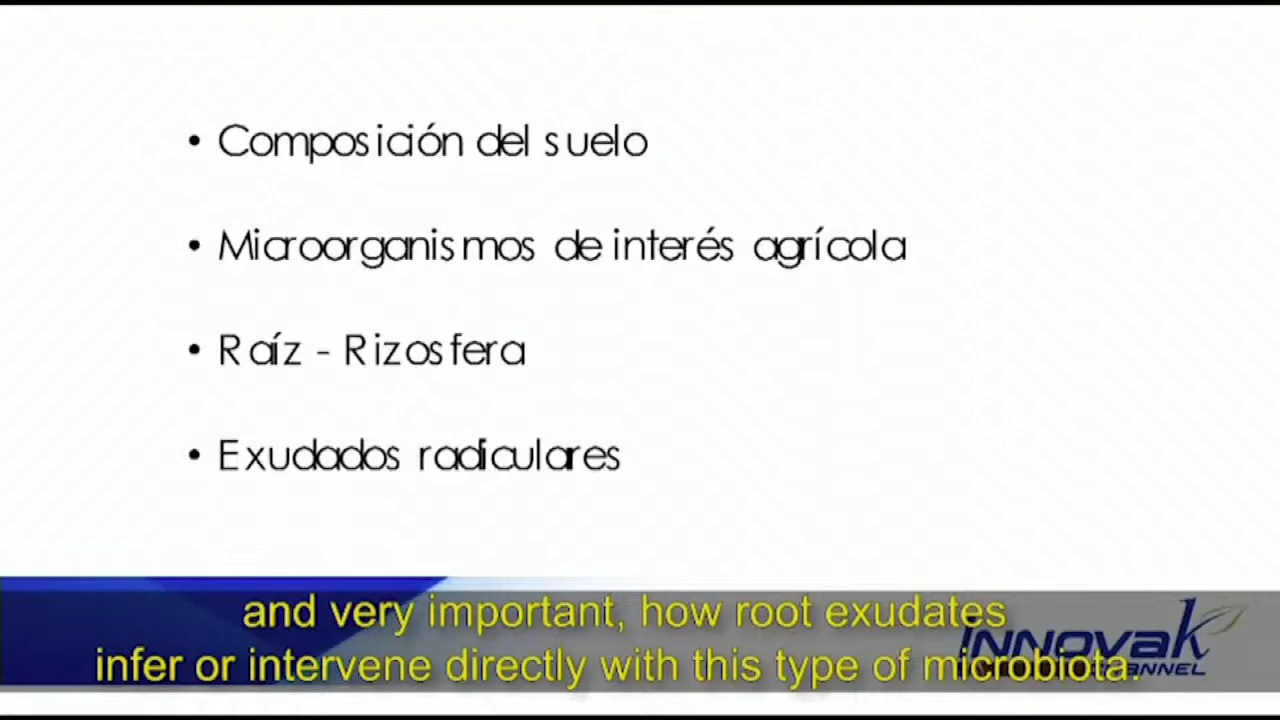 • Composición del suelo
• Microorganismos de interés agrícola
• Raíz - Rizosfera
• Exudados radiculares
and very important, how root exudates
infer or intervene directly with this type of microbiota.
INNOVAK
CHANNEL